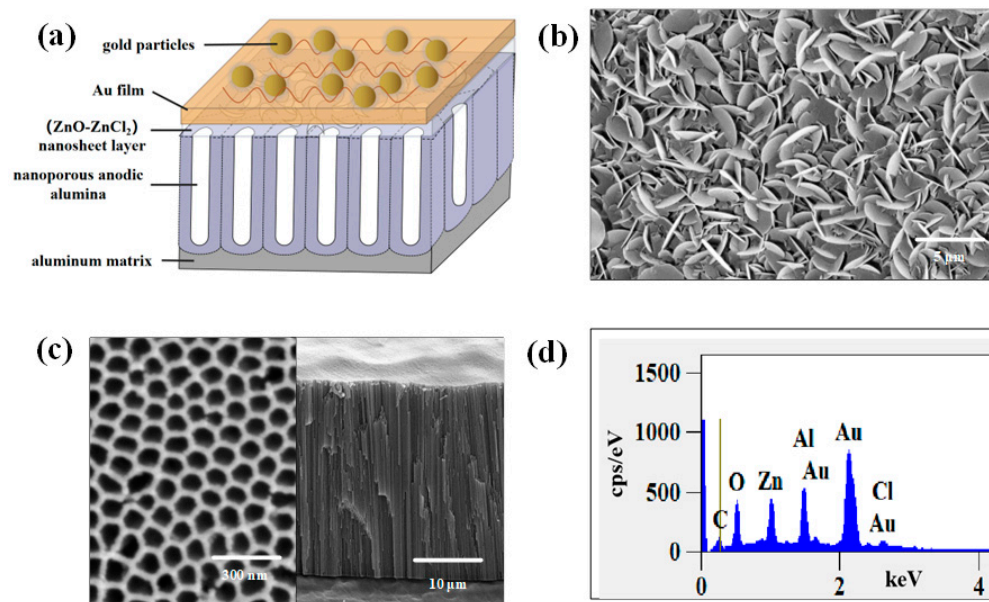 (a)
gold particles
Au film
(ZnO-ZnCl₂)
nanosheet layer
nanoporous anodic
alumina
aluminum matrix
(b)
5 μm
(c)
300 nm
10 μm
(d)
1500
1000
500
0
cps/eV
C
O
Zn
Al
Au
Au
Cl
Au
0
2
4
keV